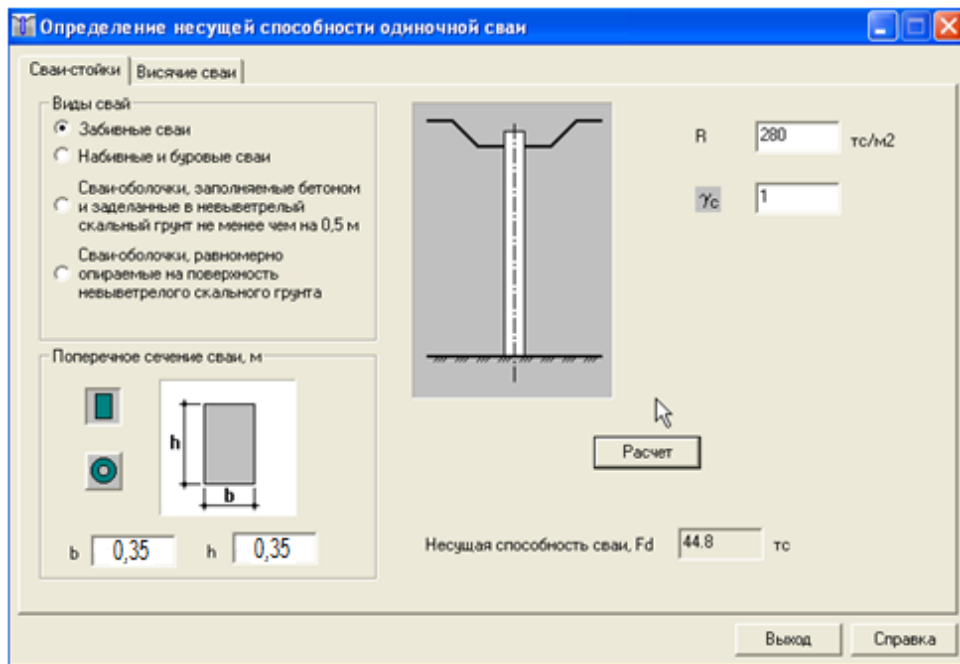 Определение несущей способности одиночной сваи
Сваи-стойки
Висячие сваи
Виды свай
Забивные сваи
Набивные и буровые сваи
Сваи-оболочки, заполняемые бетоном
и заделанные в невыветрелый
скальный грунт не менее чем на 0,5 м
Сваи-оболочки, равномерно
опираемые на поверхность
невыветрелого скального грунта
R 280 тс/м2
γc 1
Поперечное сечение сваи, м
h
b
b 0,35 h 0,35
Расчет
Несущая способность сваи, Fd 44.8 тс
Выход
Справка